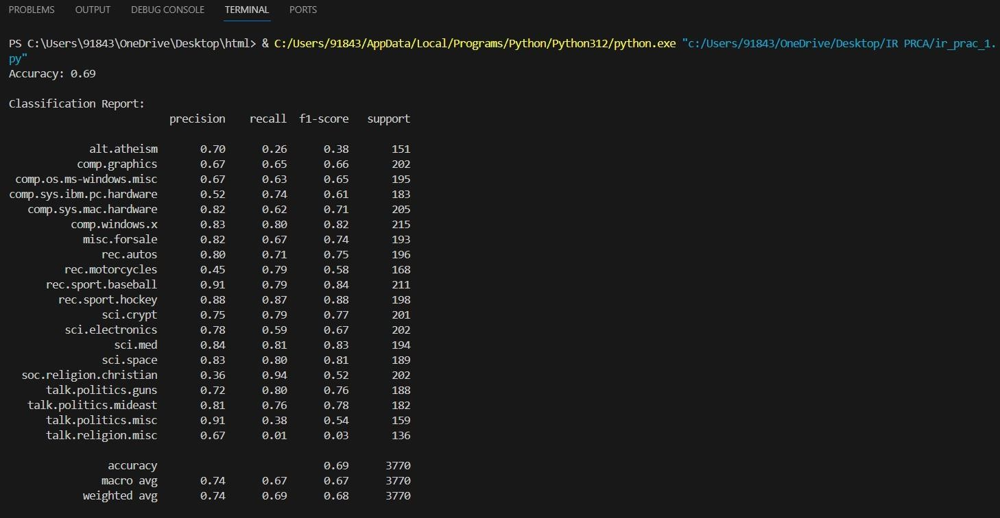 PROBLEMS OUTPUT DEBUG CONSOLE TERMINAL PORTS
PS C:\Users\91843\OneDrive\Desktop\html> & C:/Users/91843/AppData/Local/Programs/Python/Python312/python.exe "c:/Users/91843/OneDrive/Desktop/IR PRCA/ir_prac_1.
py"
Accuracy: 0.69
Classification Report:
precision recall f1-score support
alt.atheism 0.70 0.26 0.38 151
comp.graphics 0.67 0.65 0.66 202
comp.os.ms-windows.misc 0.67 0.63 0.65 195
comp.sys.ibm.pc.hardware 0.52 0.74 0.61 183
comp.sys.mac.hardware 0.82 0.62 0.71 205
comp.windows.x 0.83 0.80 0.82 215
misc.forsale 0.82 0.67 0.74 193
rec.autos 0.80 0.71 0.75 196
rec.motorcycles 0.45 0.79 0.58 168
rec.sport.baseball 0.91 0.79 0.84 211
rec.sport.hockey 0.88 0.87 0.88 198
sci.crypt 0.75 0.79 0.77 201
sci.electronics 0.78 0.59 0.67 202
sci.med 0.84 0.81 0.83 194
sci.space 0.83 0.80 0.81 189
soc.religion.christian 0.36 0.94 0.52 202
talk.politics.guns 0.72 0.80 0.76 188
talk.politics.mideast 0.81 0.76 0.78 182
talk.politics.misc 0.91 0.38 0.54 159
talk.religion.misc 0.67 0.01 0.03 136
accuracy 0.69 3770
macro avg 0.74 0.67 0.67 3770
weighted avg 0.74 0.69 0.68 3770